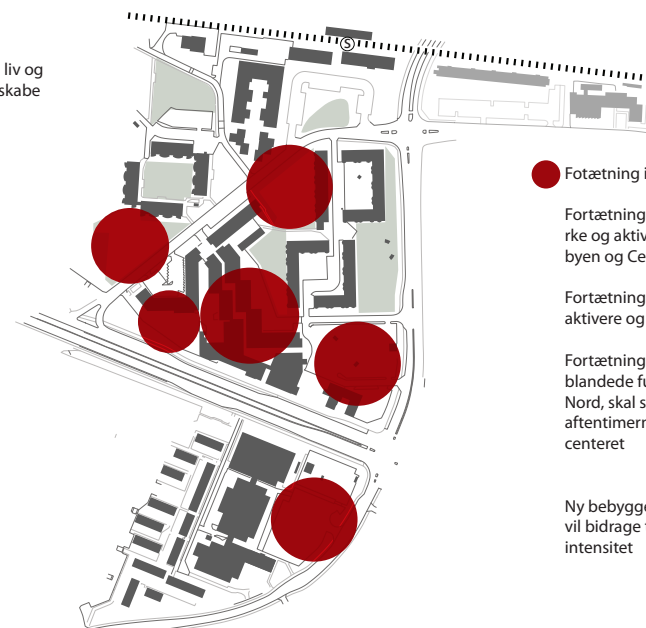 liv og
skabe
S
Fotætning i
Fortætning
rke og aktiv
byen og Ce
Fortætning
aktivere og
Fortætning
blandede fu
Nord, skal s
aftentimern
centeret
Ny bebygge
vil bidrage
intensitet